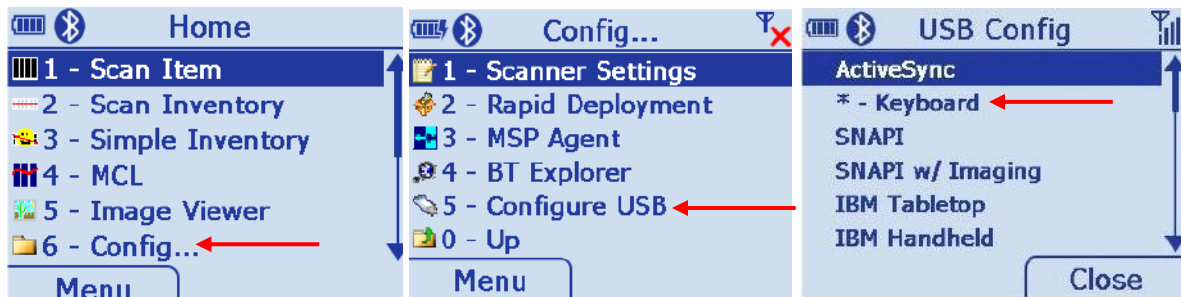 Home
1 - Scan Item
2 - Scan Inventory
3 - Simple Inventory
4 - MCL
5 - Image Viewer
6 - Config...
Menu
Config...
1 - Scanner Settings
2 - Rapid Deployment
3 - MSP Agent
4 - BT Explorer
5 - Configure USB
0 - Up
Menu
USB Config
ActiveSync
* - Keyboard
SNAPI
SNAPI w/ Imaging
IBM Tabletop
IBM Handheld
Close